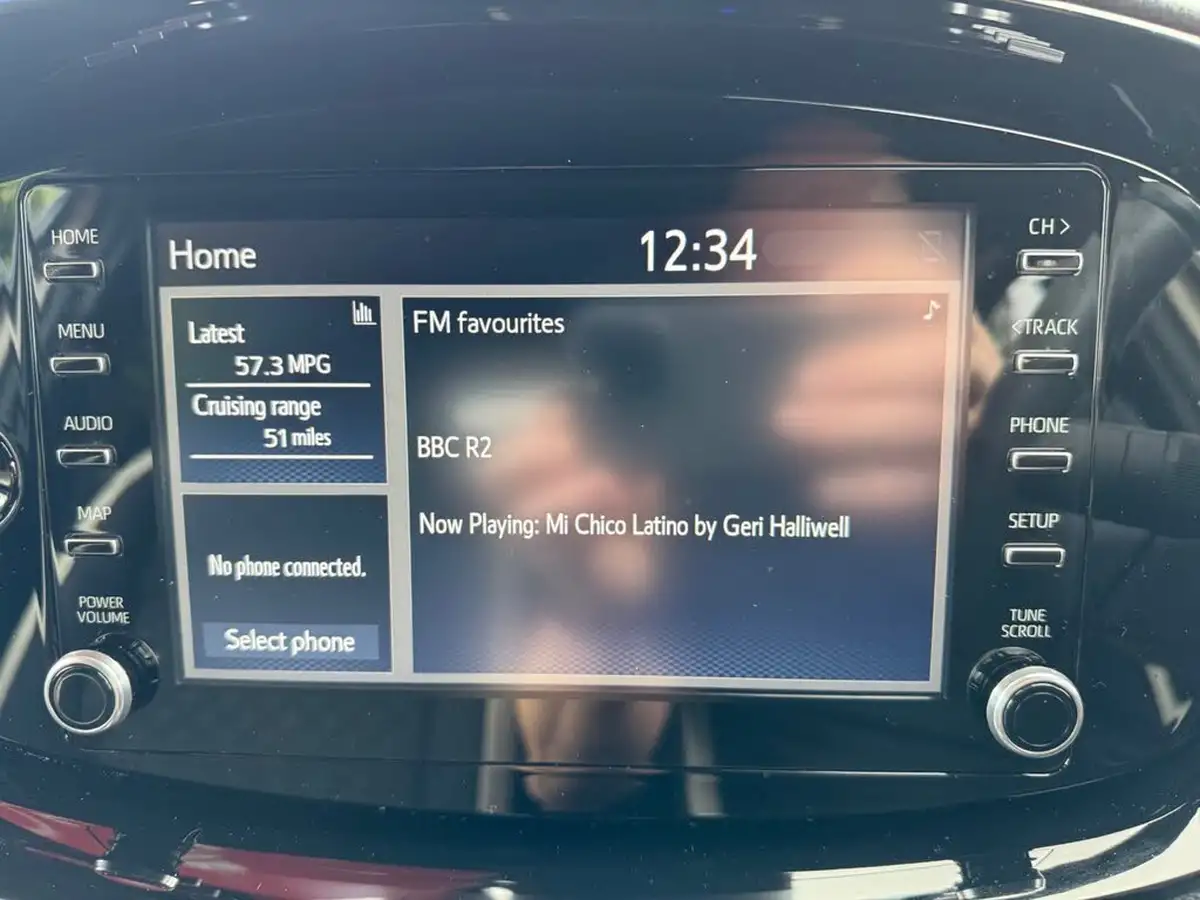 HOME
MENU
AUDIO
MAP
POWER
VOLUME
Home
12:34
Latest
57.3 MPG
Cruising range
51 miles
No phone connected.
Select phone
FM favourites
BBC R2
Now Playing: Mi Chico Latino by Geri Halliwell
CH >
<TRACK
PHONE
SETUP
TUNE
SCROLL